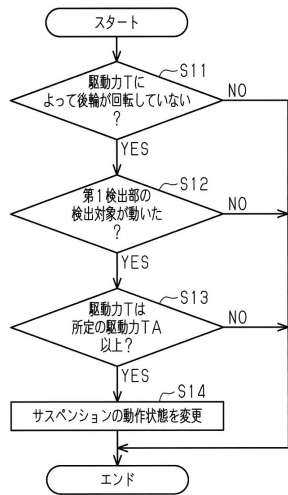 スタート
S11
駆動力Tに
よって後輪が回転していない
?
NO
YES
S12
第1検出部の
検出対象が動いた
?
NO
YES
S13
駆動力Tは
所定の駆動力TA
以上?
NO
YES
S14
サスペンションの動作状態を変更
エンド